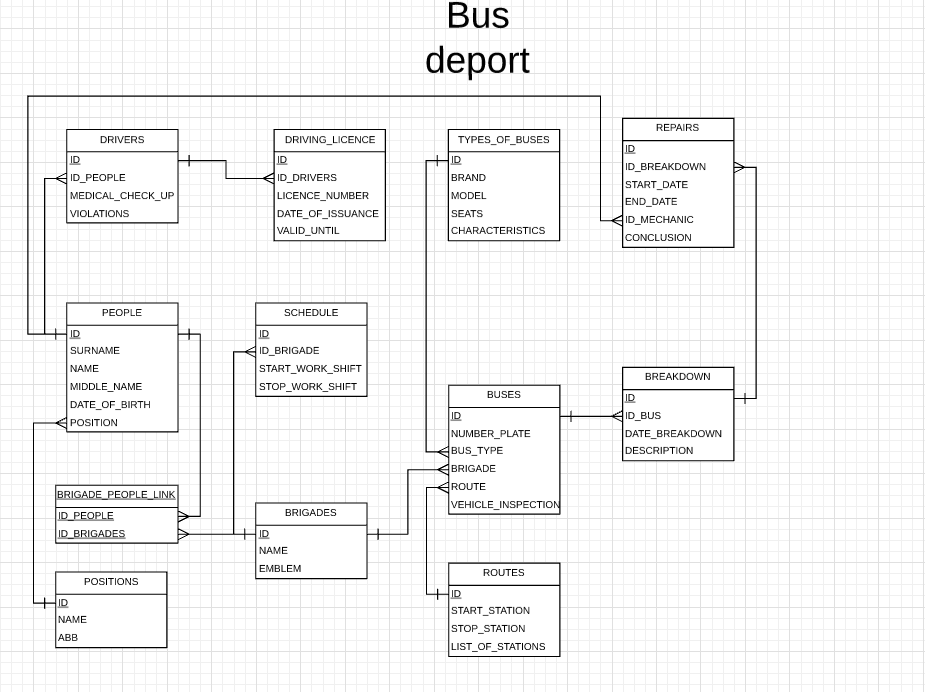 Bus
deport
DRIVERS
ID
ID_PEOPLE
MEDICAL_CHECK_UP
VIOLATIONS
DRIVING_LICENCE
ID
ID_DRIVERS
LICENCE_NUMBER
DATE_OF_ISSUANCE
VALID_UNTIL
TYPES_OF_BUSES
ID
BRAND
MODEL
SEATS
CHARACTERISTICS
REPAIRS
ID
ID_BREAKDOWN
START_DATE
END_DATE
ID_MECHANIC
CONCLUSION
PEOPLE
ID
SURNAME
NAME
MIDDLE_NAME
DATE_OF_BIRTH
POSITION
SCHEDULE
ID
ID_BRIGADE
START_WORK_SHIFT
STOP_WORK_SHIFT
BUSES
ID
NUMBER_PLATE
BUS_TYPE
BRIGADE
ROUTE
VEHICLE_INSPECTION
BREAKDOWN
ID
ID_BUS
DATE_BREAKDOWN
DESCRIPTION
BRIGADE_PEOPLE_LINK
ID_PEOPLE
ID_BRIGADES
BRIGADES
ID
NAME
EMBLEM
POSITIONS
ID
NAME
ABB
ROUTES
ID
START_STATION
STOP_STATION
LIST_OF_STATIONS